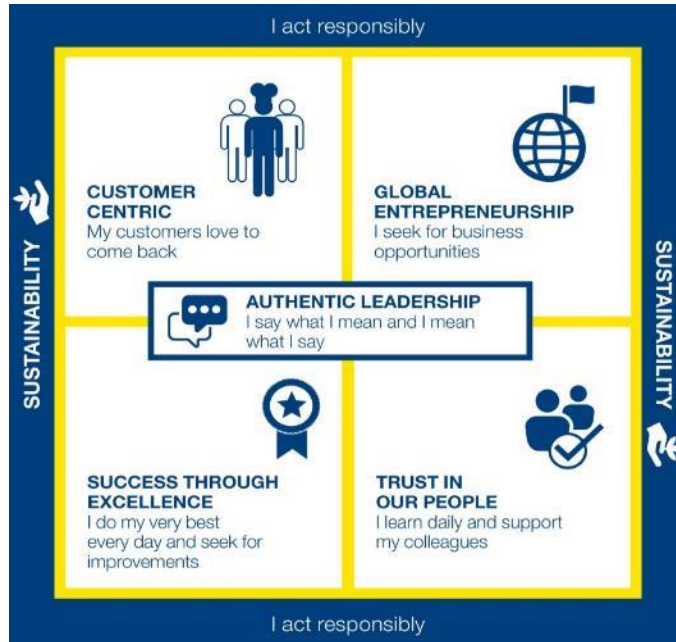 I act responsibly
CUSTOMER
CENTRIC
My customers love to
come back
GLOBAL
ENTREPRENEURSHIP
I seek for business
opportunities
SUSTAINABILITY
SUSTAINABILITY
AUTHENTIC LEADERSHIP
I say what I mean and I mean
what I say
SUCCESS THROUGH
EXCELLENCE
I do my very best
every day and seek for
improvements
TRUST IN
OUR PEOPLE
I learn daily and support
my colleagues
I act responsibly